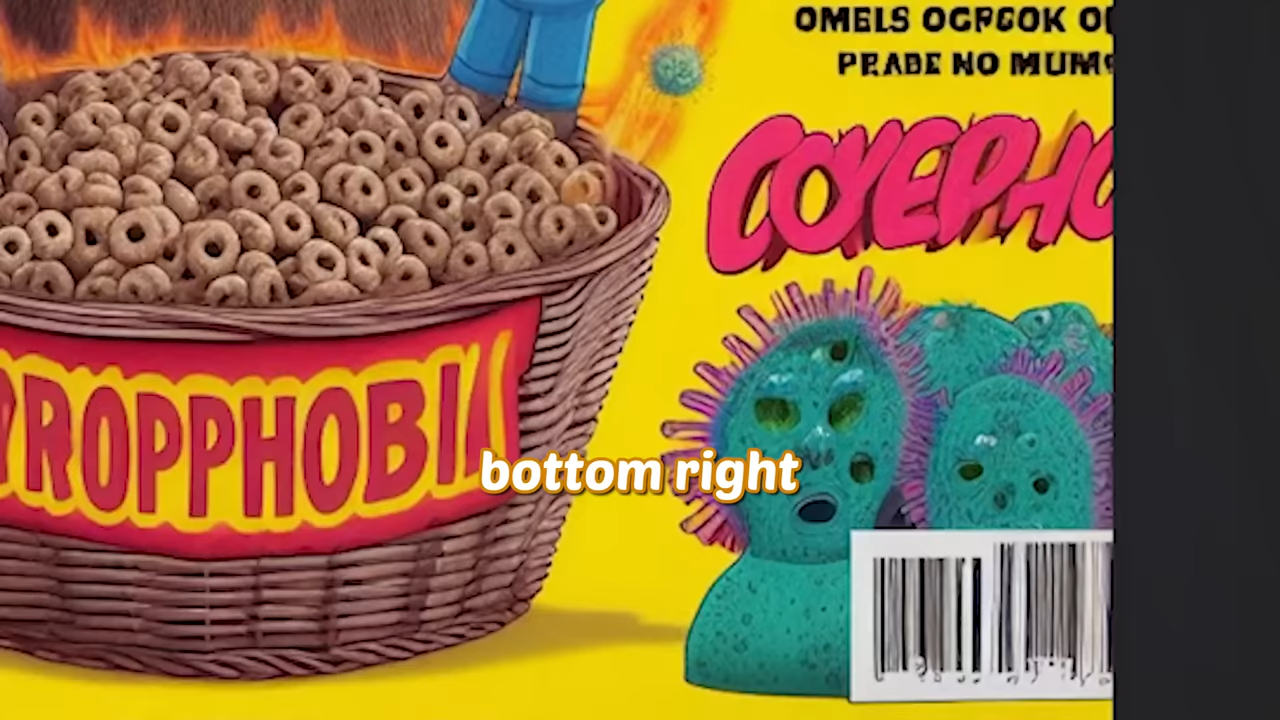 OMELS OGPGOK
PRABE NO MUM
COYEPHO
ROPPHOBI
bottom right